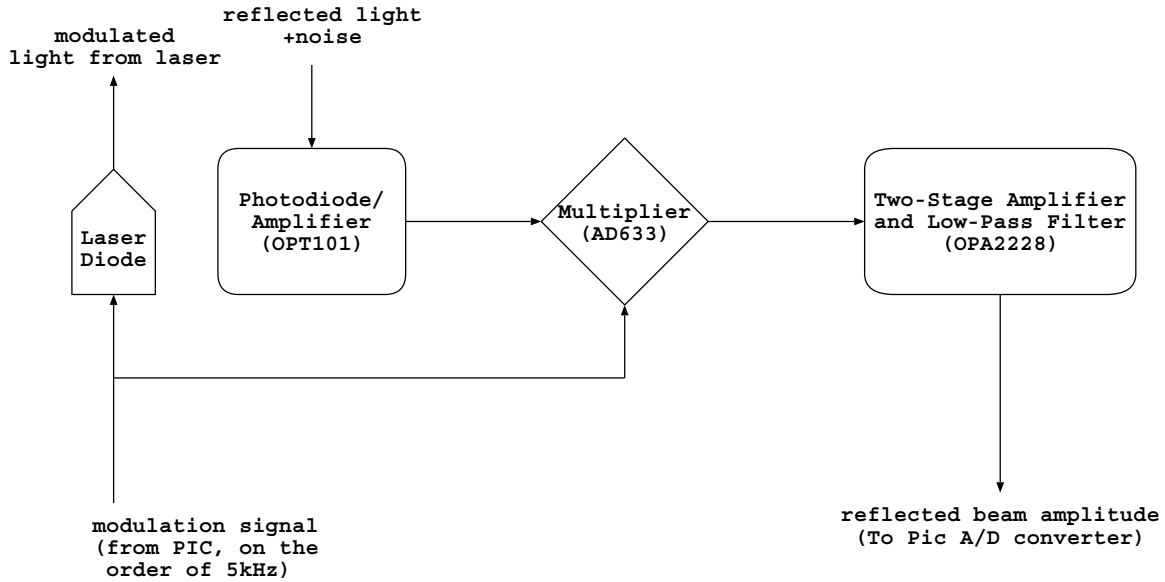 modulated
light from laser
reflected light
+noise
Laser
Diode
Photodiode/
Amplifier
(OPT101)
Multiplier
(AD633)
Two-Stage Amplifier
and Low-Pass Filter
(OPA2228)
modulation signal
(from PIC, on the
order of 5kHz)
reflected beam amplitude
(To Pic A/D converter)